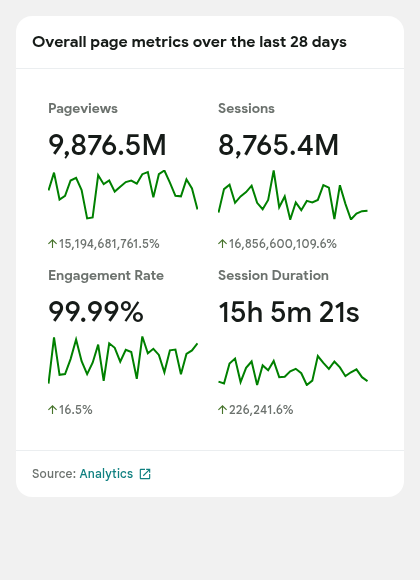 Overall page metrics over the last 28 days
Pageviews
9,876.5M
↑ 15,194,681,761.5%
Sessions
8,765.4M
↑ 16,856,600,109.6%
Engagement Rate
99.99%
↑ 16.5%
Session Duration
15h 5m 21s
↑ 226,241.6%
Source: Analytics